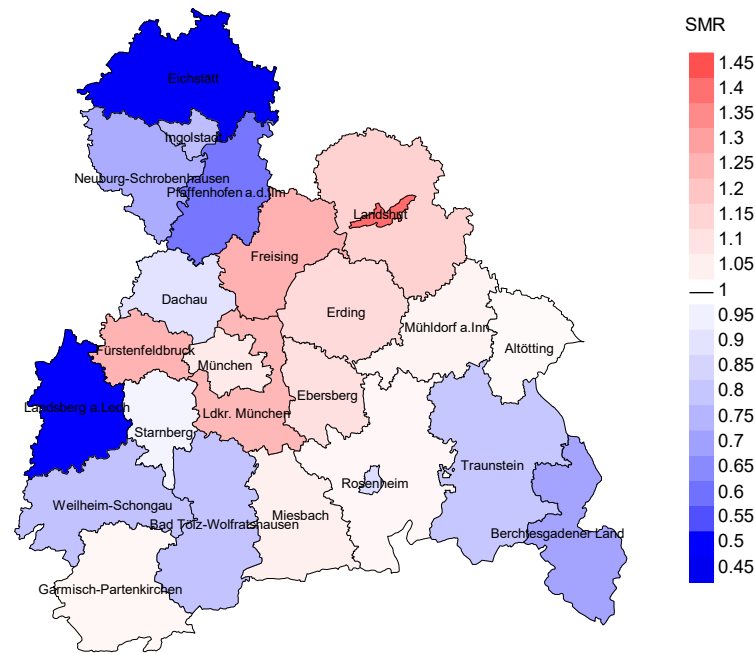 SMR
1.45
1.4
1.35
1.3
1.25
1.2
1.15
1.1
1.05
1
0.95
0.9
0.85
0.8
0.75
0.7
0.65
0.6
0.55
0.5
0.45
Eichstätt
Ingolstadt
Neuburg-Schrobenhausen
Pfaffenhofen a.d.Ilm
Landshut
Freising
Dachau
Erding
Mühldorf a.Inn
Altötting
Fürstenfeldbruck
München
Ebersberg
Landsberg a.Lech
Ldkr. München
Starnberg
Traunstein
Rosenheim
Weilheim-Schongau
Miesbach
Bad Tölz-Wolfratshausen
Berchtesgadener Land
Garmisch-Partenkirchen